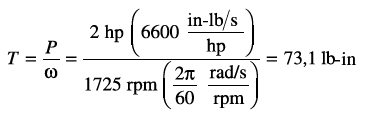 T = P/ω = 2 hp (6600 in-lb/s / hp) / 1725 rpm (2π/60 rad/s / rpm) = 73,1 lb-in